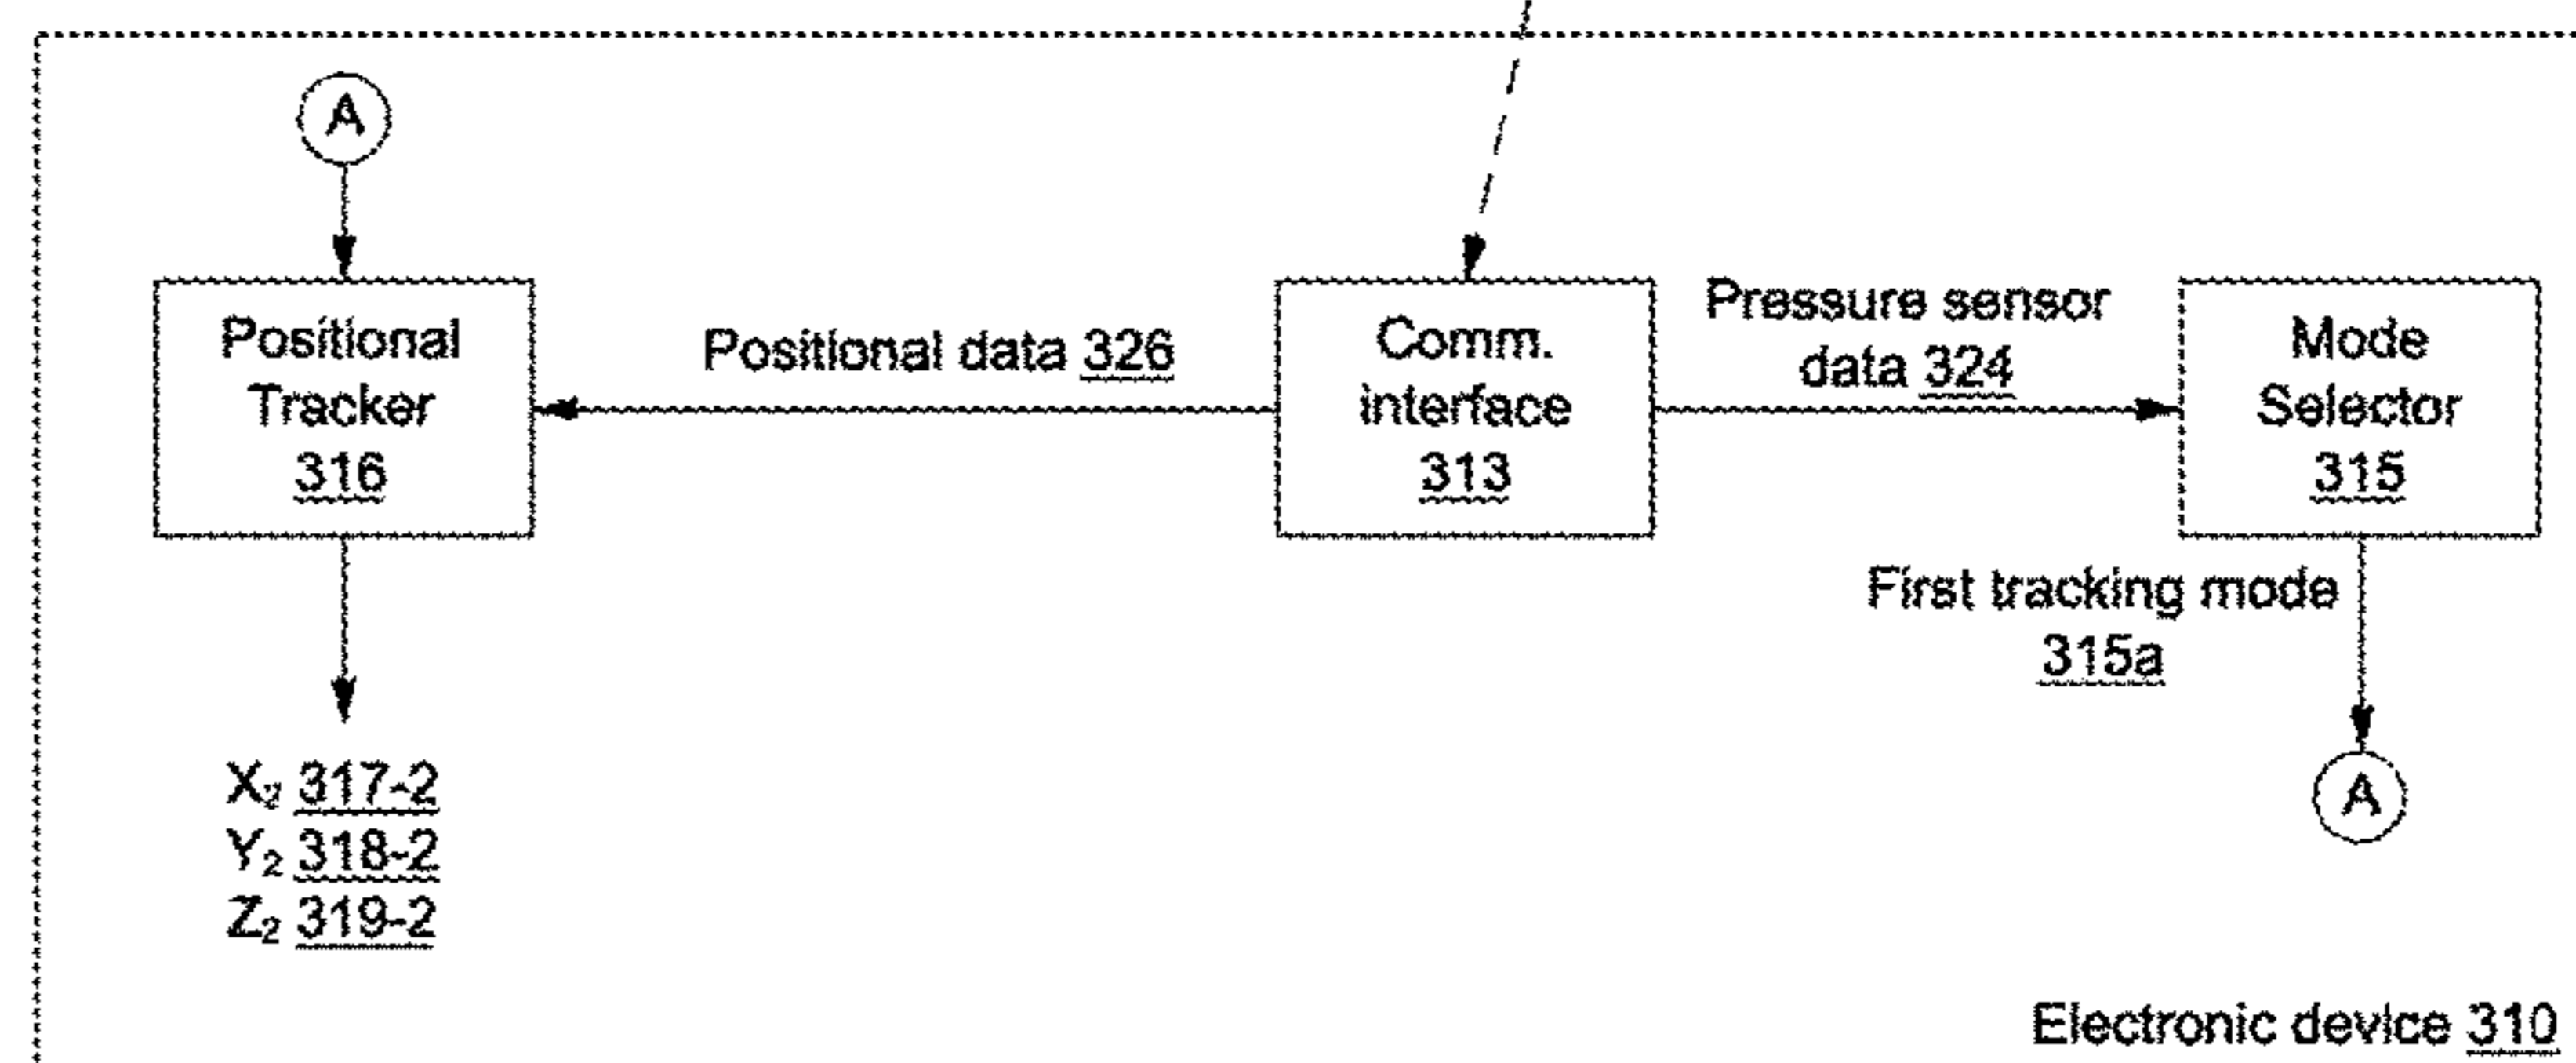 A
Positional
Tracker
316
Positional data 326
Comm.
interface
313
Pressure sensor
data 324
Mode
Selector
315
First tracking mode
315a
A
X₂ 317-2
Y₂ 318-2
Z₂ 319-2
Electronic device 310